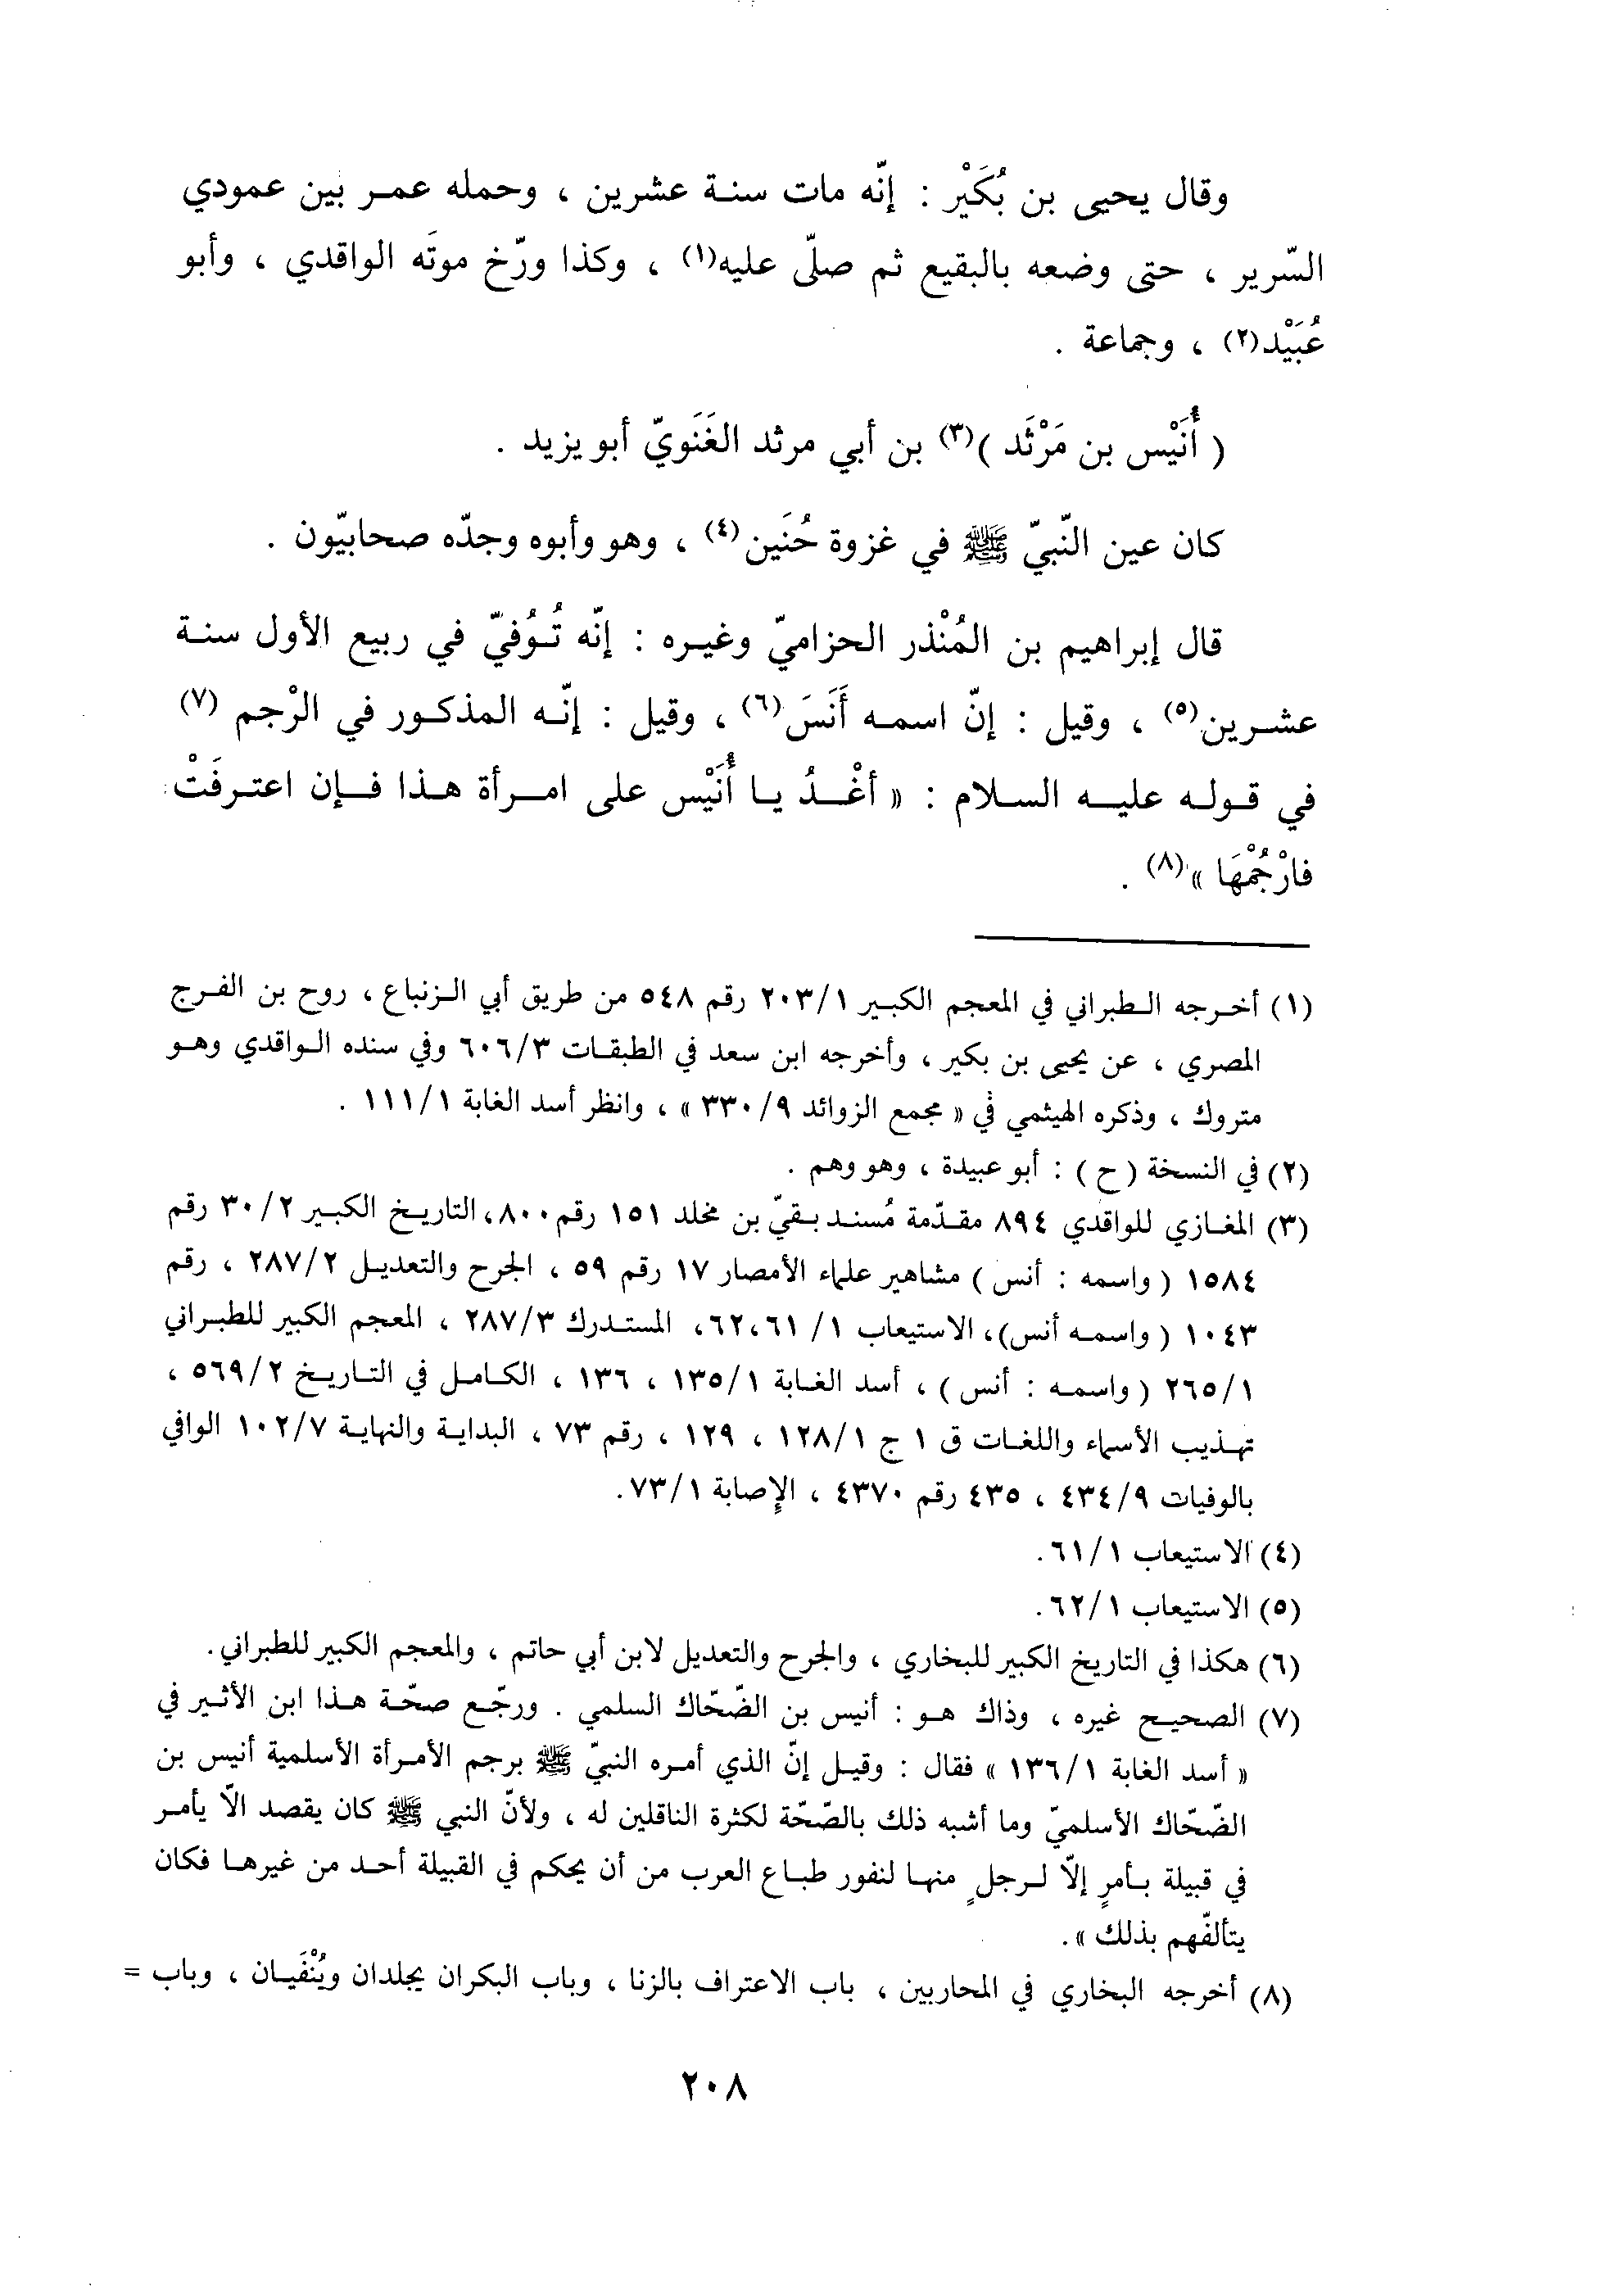 وقال يحيى بن بُكَيْر : إنّه مات سنة عشرين ، وحمله عمر بين عمودي
السّرير ، حتى وضعه بالبقيع ثم صلّى عليه(١) ، وكذا ورّخ موتَه الواقدي ، وأبو
عُبَيْد(٢) ، وجماعة .
( أُنَيْس بن مَرْثَد )(٣) بن أبي مرثد الغَنَويّ أبو يزيد .
كان عين النّبيّ ﷺ في غزوة حُنَين(٤) ، وهو وأبوه وجدّه صحابيّون .
قال إبراهيم بن المُنْذر الحزاميّ وغيره : إنّه تُوُفيّ في ربيع الأول سنة
عشرين(٥) ، وقيل : إنّ اسمه أَنَسَ(٦) ، وقيل : إنّه المذكور في الرْجم (٧)
في قوله عليه السلام : « أغْدُ يا أُنَيْس على امرأة هذا فإن اعترفَتْ
فارْجُمْهَا »(٨) .
(١) أخرجه الطبراني في المعجم الكبير ٢٠٣/١ رقم ٥٤٨ من طريق أبي الزنباع ، روح بن الفرج
المصري ، عن يحيى بن بكير ، وأخرجه ابن سعد في الطبقات ٦٠٦/٣ وفي سنده الواقدي وهو
متروك ، وذكره الهيثمي في « مجمع الزوائد ٣٣٠/٩ » ، وانظر أسد الغابة ١١١/١ .
(٢) في النسخة ( ح ) : أبو عبيدة ، وهو وهم .
(٣) المغازي للواقدي ٨٩٤ مقدّمة مُسند بقيّ بن مخلد ١٥١ رقم ٨٠٠، التاريخ الكبير ٣٠/٢ رقم
١٥٨٤ ( واسمه : أنس ) مشاهير علماء الأمصار ١٧ رقم ٥٩ ، الجرح والتعديل ٢٨٧/٢ ، رقم
١٠٤٣ ( واسمه أنس)، الاستيعاب ١/ ٦٢،٦١، المستدرك ٢٨٧/٣ ، المعجم الكبير للطبراني
٢٦٥/١ ( واسمه : أنس ) ، أسد الغابة ١٣٥/١ ، ١٣٦ ، الكامل في التاريخ ٥٦٩/٢ ،
تهذيب الأسماء واللغات ق ١ ج ١٢٨/١ ، ١٢٩ ، رقم ٧٣ ، البداية والنهاية ١٠٢/٧ الوافي
بالوفيات ٤٣٤/٩ ، ٤٣٥ رقم ٤٣٧٠ ، الإصابة ٧٣/١.
(٤) الاستيعاب ٦١/١.
(٥) الاستيعاب ٦٢/١.
(٦) هكذا في التاريخ الكبير للبخاري ، والجرح والتعديل لابن أبي حاتم ، والمعجم الكبير للطبراني.
(٧) الصحيح غيره ، وذاك هو : أنيس بن الضّحّاك السلمي . ورجّع صحّة هذا ابن الأثير في
« أسد الغابة ١٣٦/١ » فقال : وقيل إنّ الذي أمره النبيّ ﷺ برجم الأمرأة الأسلمية أنيس بن
الضّحّاك الأسلميّ وما أشبه ذلك بالصّحّة لكثرة الناقلين له ، ولأنّ النبي ﷺ كان يقصد الاّ يأمر
في قبيلة بأمرٍ إلاّ لرجلٍ منها لنفور طباع العرب من أن يحكم في القبيلة أحد من غيرها فكان
يتألفّهم بذلك ».
(٨) أخرجه البخاري في المحاربين ، باب الاعتراف بالزنا ، وباب البكران يجلدان ويُنْفَيان ، وباب =
٢٠٨